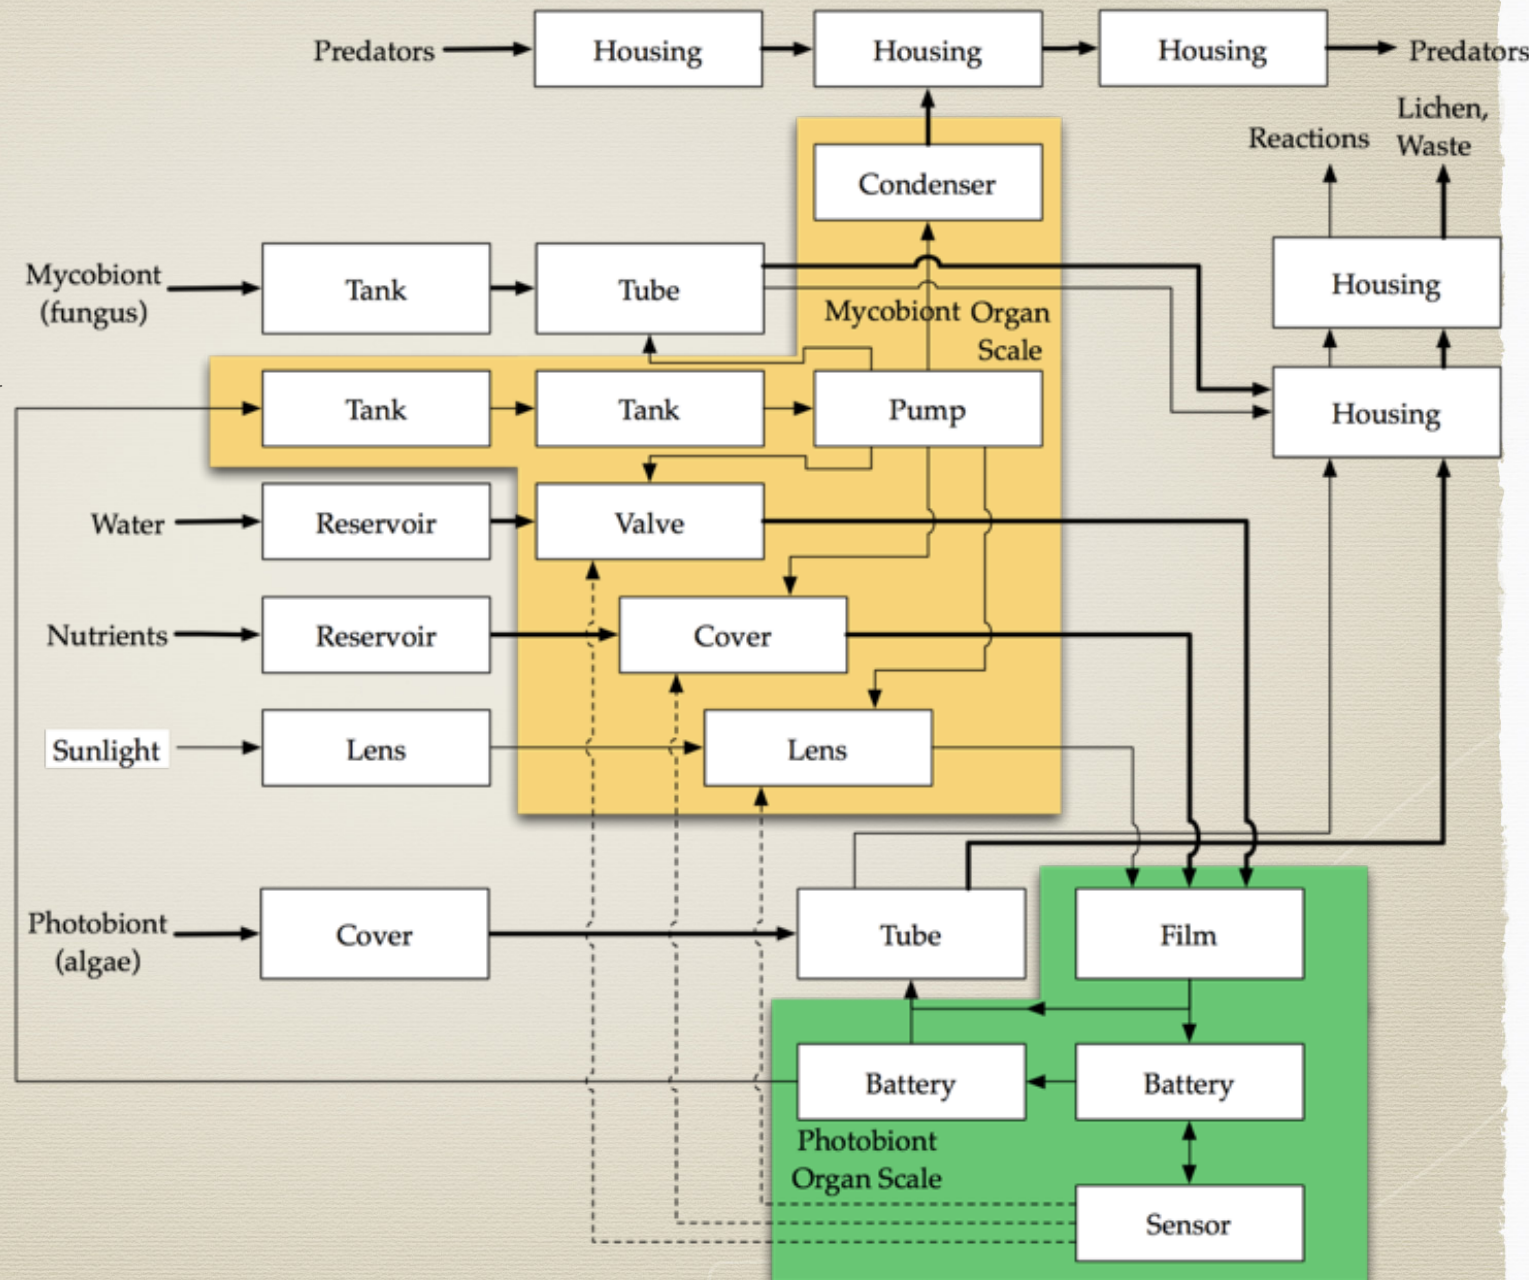 Predators
Housing
Housing
Housing
Predators
Lichen,
Waste
Reactions
Condenser
Mycobiont
(fungus)
Tank
Tube
Housing
Mycobiont Organ
Scale
Tank
Tank
Pump
Housing
Water
Reservoir
Valve
Nutrients
Reservoir
Cover
Sunlight
Lens
Lens
Photobiont
(algae)
Cover
Tube
Film
Battery
Battery
Photobiont
Organ Scale
Sensor